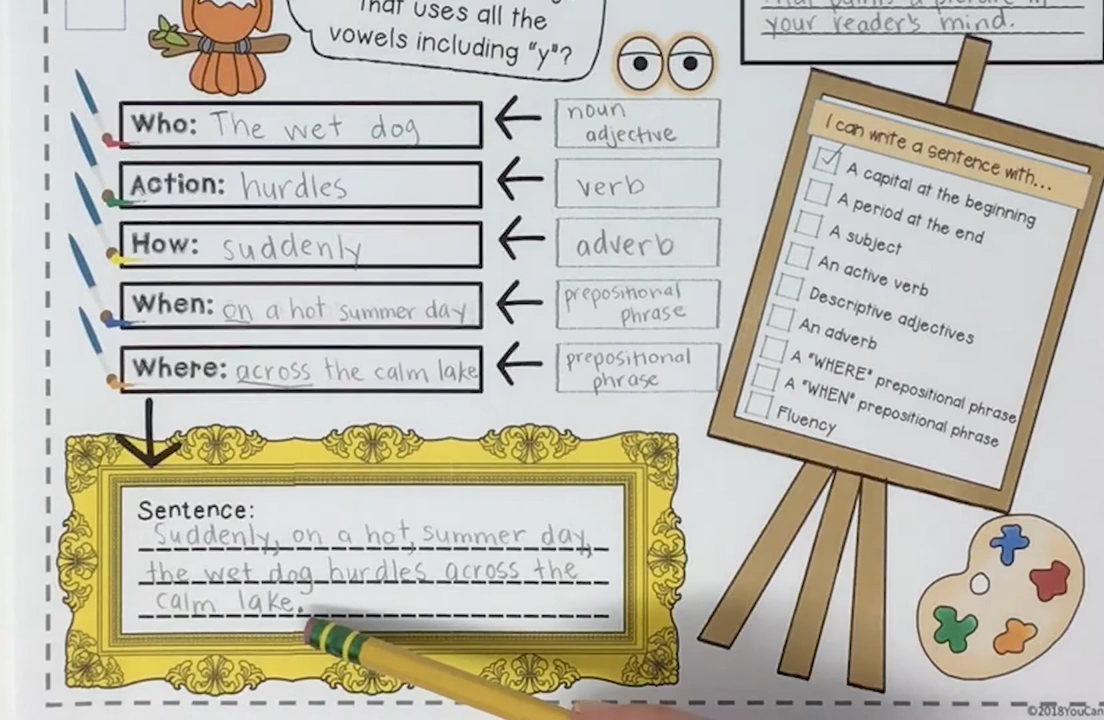 that uses all the
vowels including "y"?
your reader's mind.
Who: The wet dog
noun
adjective
Action: hurdles
verb
How: suddenly
adverb
When: on a hot summer day
prepositional
phrase
Where: across the calm lake
prepositional
phrase
I can write a sentence with...
A capital at the beginning
A period at the end
A subject
An active verb
Descriptive adjectives
An adverb
A "WHERE" prepositional phrase
A "WHEN" prepositional phrase
Fluency
Sentence:
Suddenly, on a hot, summer day,
the wet dog hurdles across the
calm lake.
©2018YouCan